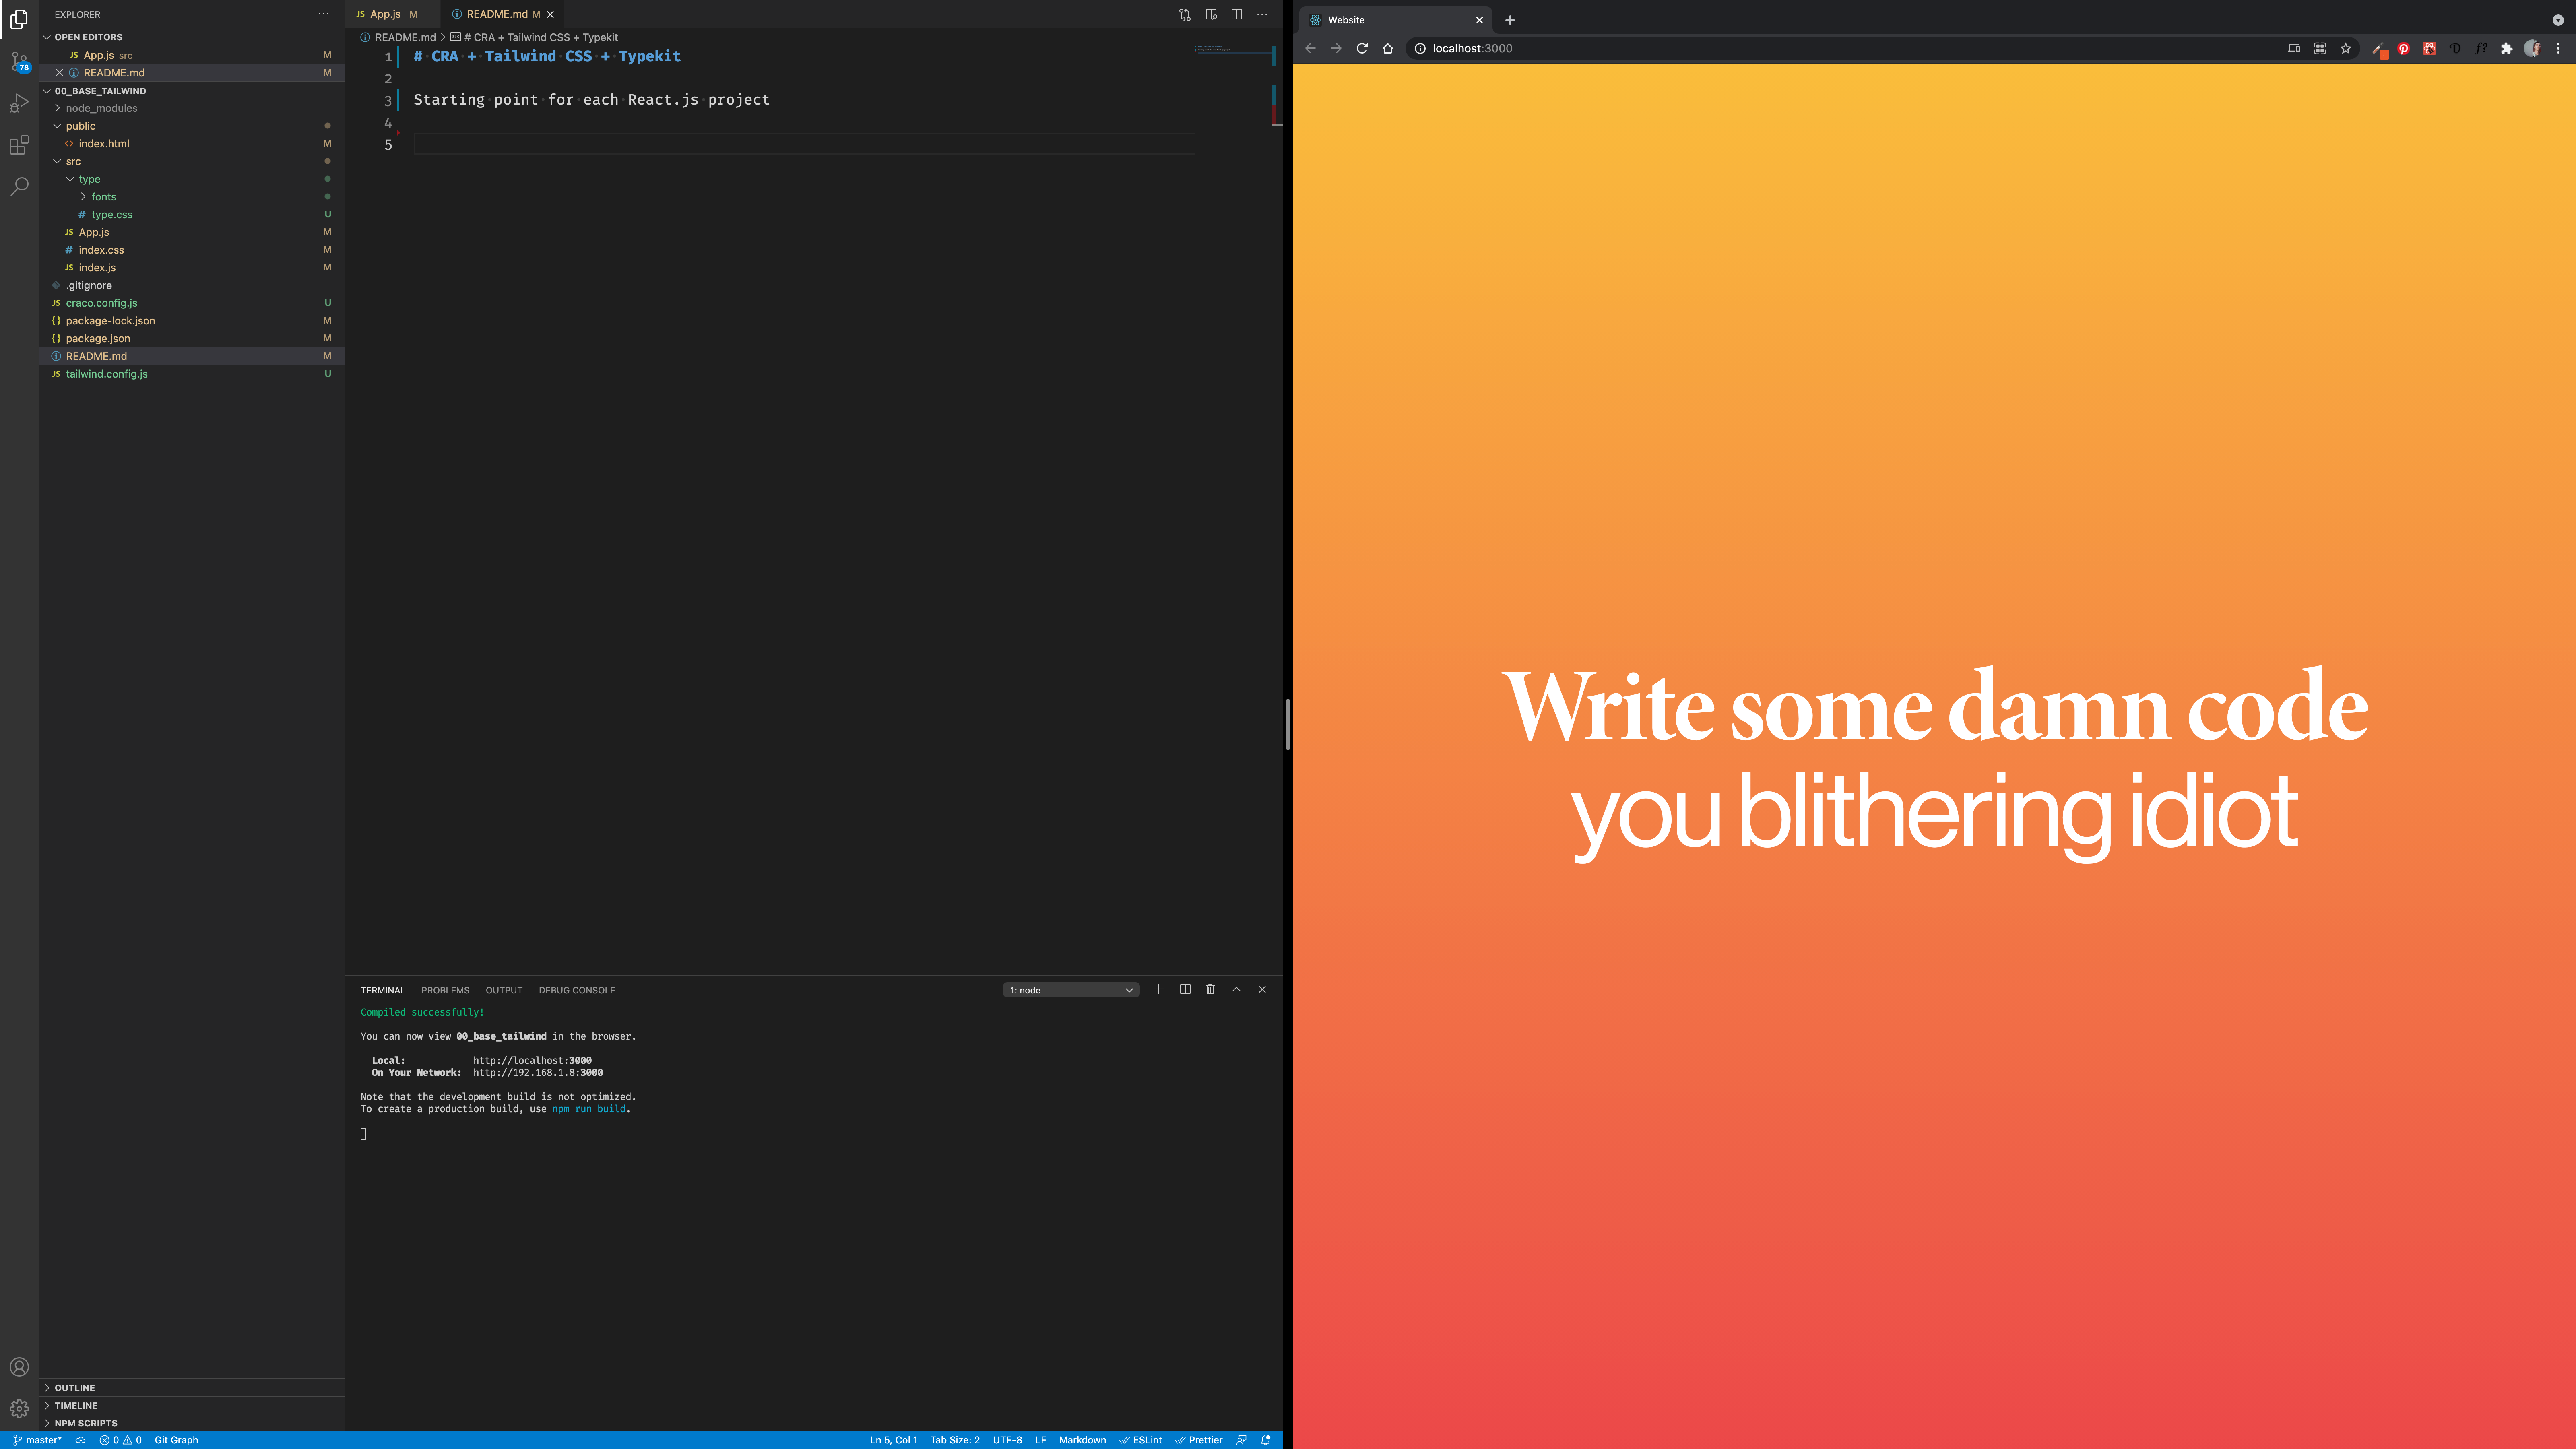 EXPLORER
OPEN EDITORS
JS App.js src M
README.md M
00_BASE_TAILWIND
node_modules
public
<> index.html M
src
type
fonts
# type.css U
JS App.js M
# index.css M
JS index.js M
.gitignore
JS craco.config.js U
{} package-lock.json M
{} package.json M
README.md M
JS tailwind.config.js U
OUTLINE
TIMELINE
NPM SCRIPTS
78
JS App.js M
README.md M
README.md > # CRA + Tailwind CSS + Typekit
1 # CRA + Tailwind CSS + Typekit
2
3 Starting point for each React.js project
4
5
TERMINAL PROBLEMS OUTPUT DEBUG CONSOLE
1: node
Compiled successfully!
You can now view 00_base_tailwind in the browser.
Local: http://localhost:3000
On Your Network: http://192.168.1.8:3000
Note that the development build is not optimized.
To create a production build, use npm run build.
master* 0 0 Git Graph
Ln 5, Col 1 Tab Size: 2 UTF-8 LF Markdown ESLint Prettier
Website
localhost:3000
Write some damn code
you blithering idiot